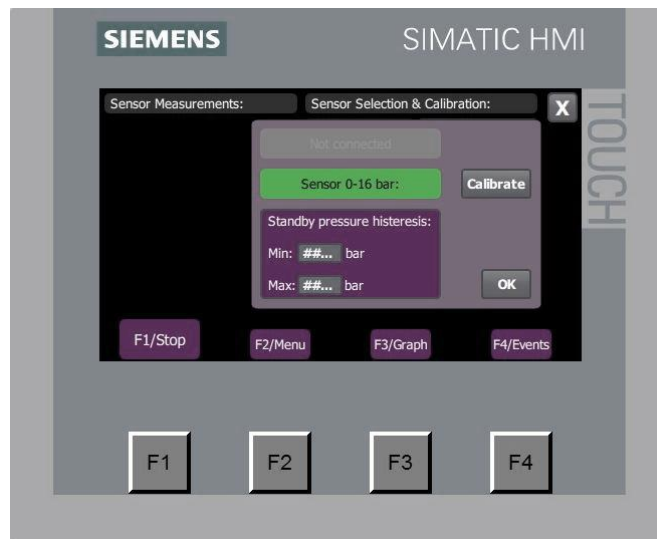 SIEMENS
SIMATIC HMI
TOUCH
Sensor Measurements:
Sensor Selection & Calibration:
X
Not connected
Sensor 0-16 bar:
Calibrate
Standby pressure histeresis:
Min: ##... bar
Max: ##... bar
OK
F1/Stop
F2/Menu
F3/Graph
F4/Events
F1
F2
F3
F4